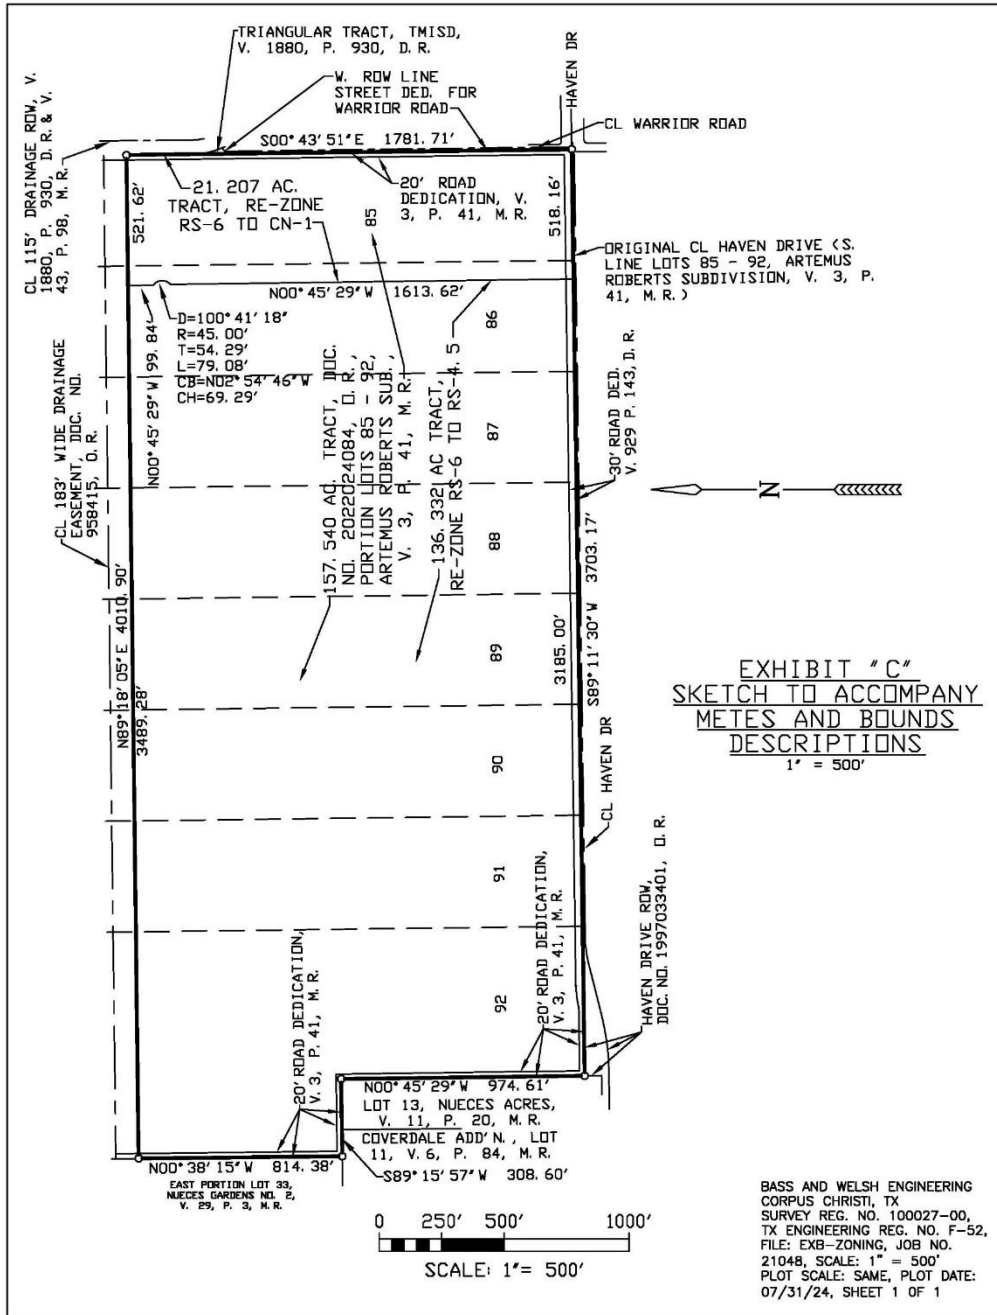 TRIANGULAR TRACT, TMISD,
V. 1880, P. 930, D. R.
W. ROW LINE
STREET DED. FOR
WARRIOR ROAD
HAVEN DR
CL WARRIOR ROAD
CL 115' DRAINAGE ROW, V.
1880, P. 930, D. R. & V.
43, P. 98, M. R.
S00° 43' 51" E 1781. 71'
21. 207 AC.
TRACT, RE-ZONE
RS-6 TO CN-1
20' ROAD
DEDICATION, V.
3, P. 41, M. R.
521. 62'
85
518. 16'
ORIGINAL CL HAVEN DRIVE (S.
LINE LOTS 85 - 92, ARTEMUS
ROBERTS SUBDIVISION, V. 3, P.
41, M. R. )
N00° 45' 29" W 1613. 62'
D=100° 41' 18"
R=45. 00'
T=54. 29'
L=79. 08'
CB=N02° 54' 46" W
CH=69. 29'
N00° 45' 29" W 99. 84'
86
CL 183' WIDE DRAINAGE
EASEMENT, DOC. NO.
958415, O. R.
157. 540 AC. TRACT, DOC.
NO. 2022024084, O. R. ,
PORTION LOTS 85 - 92,
ARTEMUS ROBERTS SUB. ,
V. 3, P. 41, M. R.
136. 332 AC TRACT,
RE-ZONE RS-6 TO RS-4. 5
87
30' ROAD DED.
V. 929 P. 143, D. R.
N
88
N89° 18' 05" E 4010. 90'
3489. 28'
89
3185. 00'
S89° 11' 30" W 3703. 17'
EXHIBIT "C"
SKETCH TO ACCOMPANY
METES AND BOUNDS
DESCRIPTIONS
1" = 500'
90
CL HAVEN DR
91
92
20' ROAD DEDICATION,
V. 3, P. 41, M. R.
20' ROAD DEDICATION,
V. 3, P. 41, M. R.
HAVEN DRIVE ROW,
DOC. NO. 1997033401, O. R.
N00° 45' 29" W 974. 61'
LOT 13, NUECES ACRES,
V. 11, P. 20, M. R.
COVERDALE ADD' N. , LOT
11, V. 6, P. 84, M. R.
S89° 15' 57" W 308. 60'
N00° 38' 15" W 814. 38'
EAST PORTION LOT 33,
NUECES GARDENS NO. 2,
V. 29, P. 3, M. R.
0 250' 500' 1000'
SCALE: 1"= 500'
BASS AND WELSH ENGINEERING
CORPUS CHRISTI, TX
SURVEY REG. NO. 100027-00,
TX ENGINEERING REG. NO. F-52,
FILE: EXB-ZONING, JOB NO.
21048, SCALE: 1" = 500'
PLOT SCALE: SAME, PLOT DATE:
07/31/24, SHEET 1 OF 1